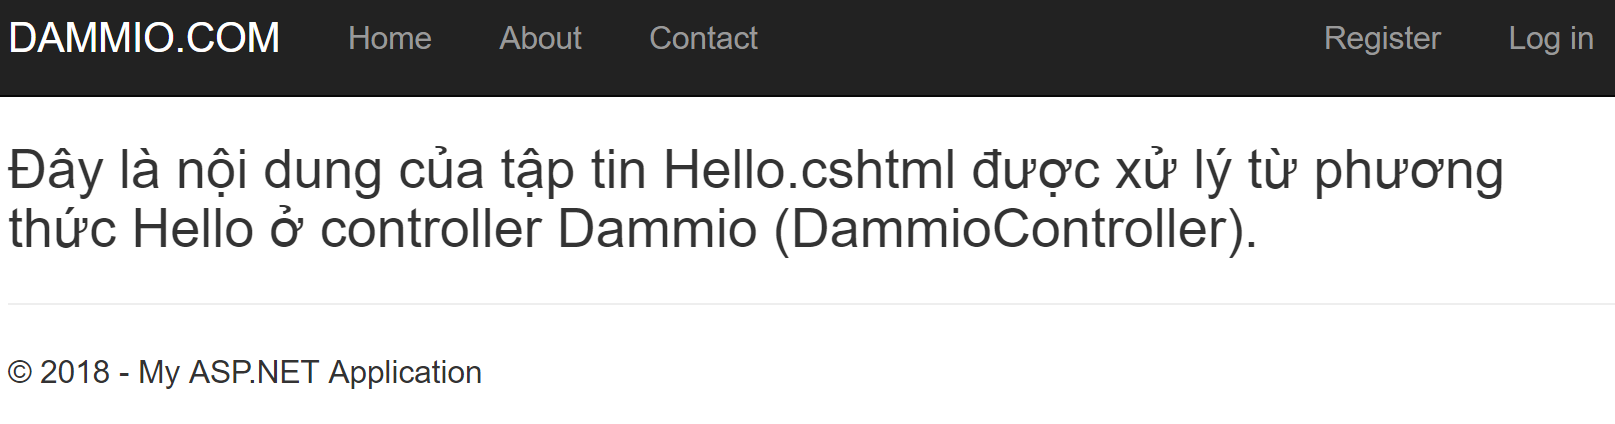 DAMMIO.COM Home About Contact Register Log in
Đây là nội dung của tập tin Hello.cshtml được xử lý từ phương
thức Hello ở controller Dammio (DammioController).
© 2018 - My ASP.NET Application